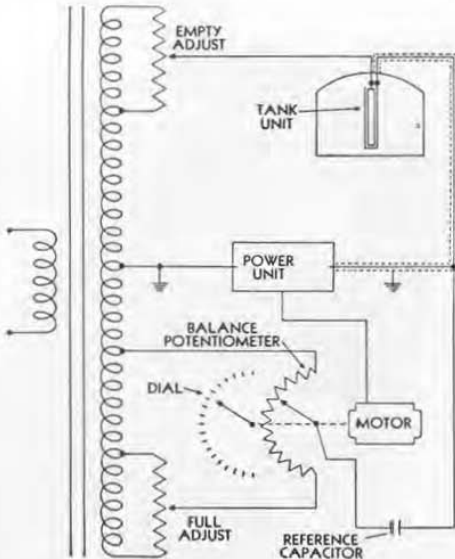 EMPTY
ADJUST
TANK
UNIT
POWER
UNIT
BALANCE
POTENTIOMETER
DIAL
MOTOR
FULL
ADJUST
REFERENCE
CAPACITOR